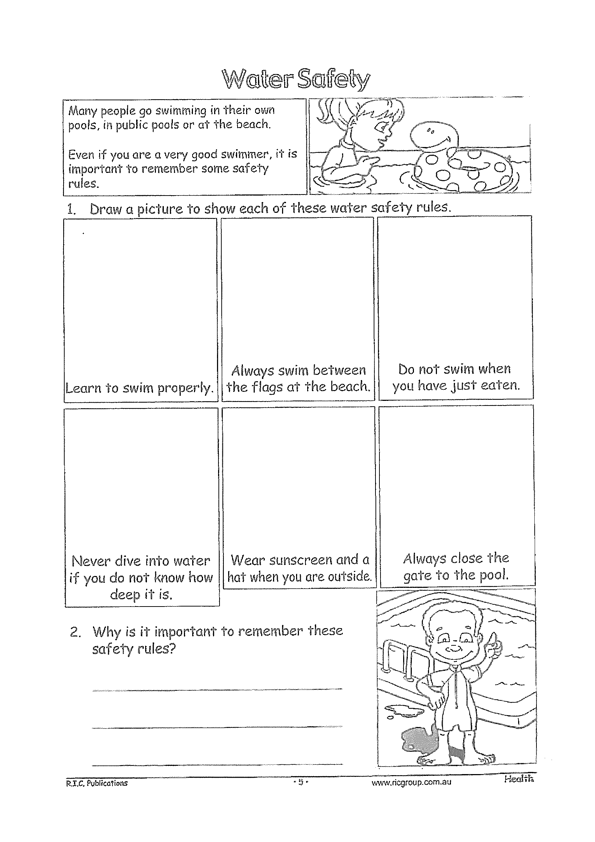 Water Safety
Many people go swimming in their own
pools, in public pools or at the beach.
Even if you are a very good swimmer, it is
important to remember some safety
rules.
1. Draw a picture to show each of these water safety rules.
Learn to swim properly.
Always swim between
the flags at the beach.
Do not swim when
you have just eaten.
Never dive into water
if you do not know how
deep it is.
Wear sunscreen and a
hat when you are outside.
Always close the
gate to the pool.
2. Why is it important to remember these
safety rules?
R.I.C. Publications
· 5 ·
www.ricgroup.com.au
Health